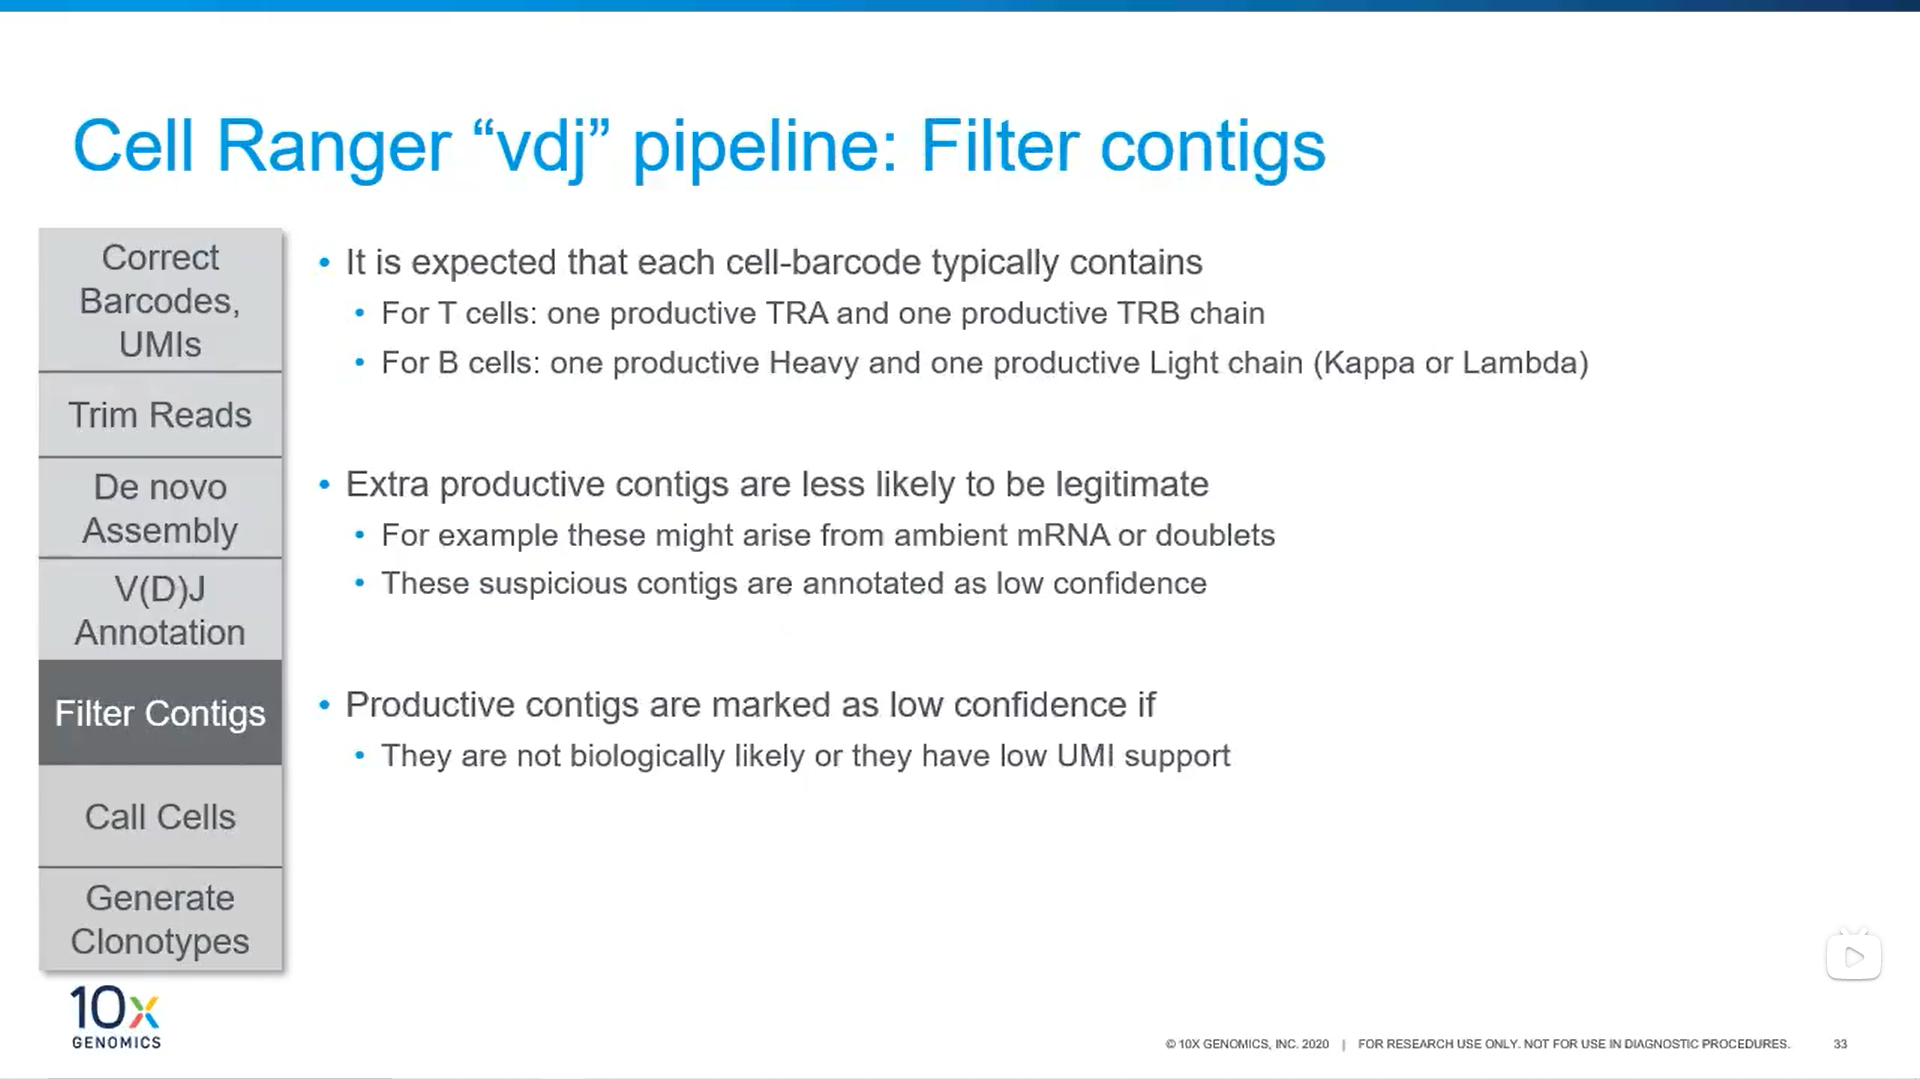 Cell Ranger “vdj” pipeline: Filter contigs
Correct
Barcodes,
UMIs
Trim Reads
De novo
Assembly
V(D)J
Annotation
Filter Contigs
Call Cells
Generate
Clonotypes
• It is expected that each cell-barcode typically contains
• For T cells: one productive TRA and one productive TRB chain
• For B cells: one productive Heavy and one productive Light chain (Kappa or Lambda)
• Extra productive contigs are less likely to be legitimate
• For example these might arise from ambient mRNA or doublets
• These suspicious contigs are annotated as low confidence
• Productive contigs are marked as low confidence if
• They are not biologically likely or they have low UMI support
10x
GENOMICS
© 10X GENOMICS, INC. 2020 | FOR RESEARCH USE ONLY. NOT FOR USE IN DIAGNOSTIC PROCEDURES. 33